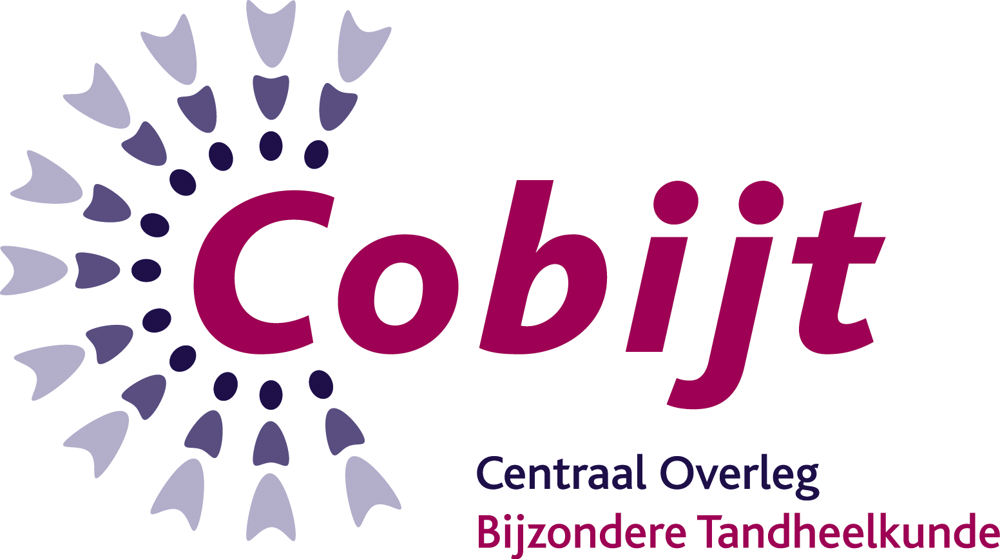 Cobijt
Centraal Overleg
Bijzondere Tandheelkunde